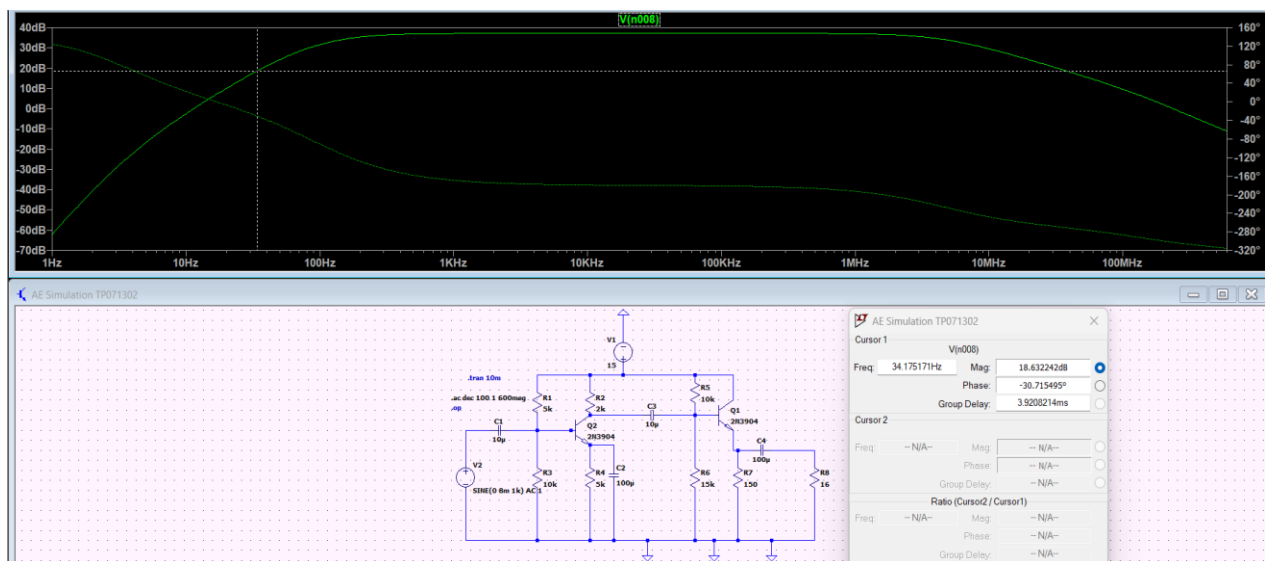 V(n008)
40dB
30dB
20dB
10dB
0dB
-10dB
-20dB
-30dB
-40dB
-50dB
-60dB
-70dB
160°
120°
80°
40°
0°
-40°
-80°
-120°
-160°
-200°
-240°
-280°
-320°
1Hz 10Hz 100Hz 1KHz 10KHz 100KHz 1MHz 10MHz 100MHz
AE Simulation TP071302
V1
15
.tran 10m
.ac dec 100 1 600meg
.op
R1
5k
R2
2k
R5
10k
C1
10µ
C3
10µ
Q2
2N3904
Q1
2N3904
C4
100µ
V2
SINE(0 8m 1k) AC 1
R3
10k
R4
5k
C2
100µ
R6
15k
R7
150
R8
16
AE Simulation TP071302
Cursor 1
V(n008)
Freq: 34.175171Hz Mag: 18.632242dB
Phase: -30.715495°
Group Delay: 3.9208214ms
Cursor 2
Freq: -- N/A-- Mag: -- N/A--
Phase: -- N/A--
Group Delay: -- N/A--
Ratio (Cursor2 / Cursor1)
Freq: -- N/A-- Mag: -- N/A--
Phase: -- N/A--
Group Delay: -- N/A--